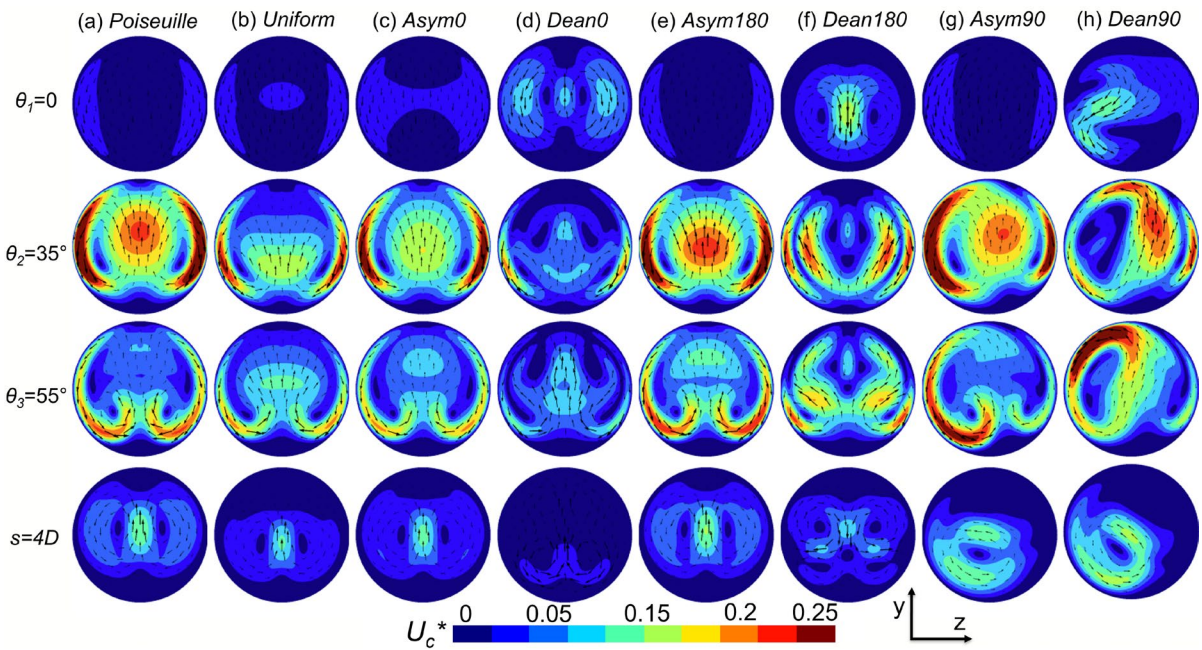 (a) Poiseuille (b) Uniform (c) Asym0 (d) Dean0 (e) Asym180 (f) Dean180 (g) Asym90 (h) Dean90
θ₁=0
θ₂=35°
θ₃=55°
s=4D
U_c* 0 0.05 0.15 0.2 0.25
y
z